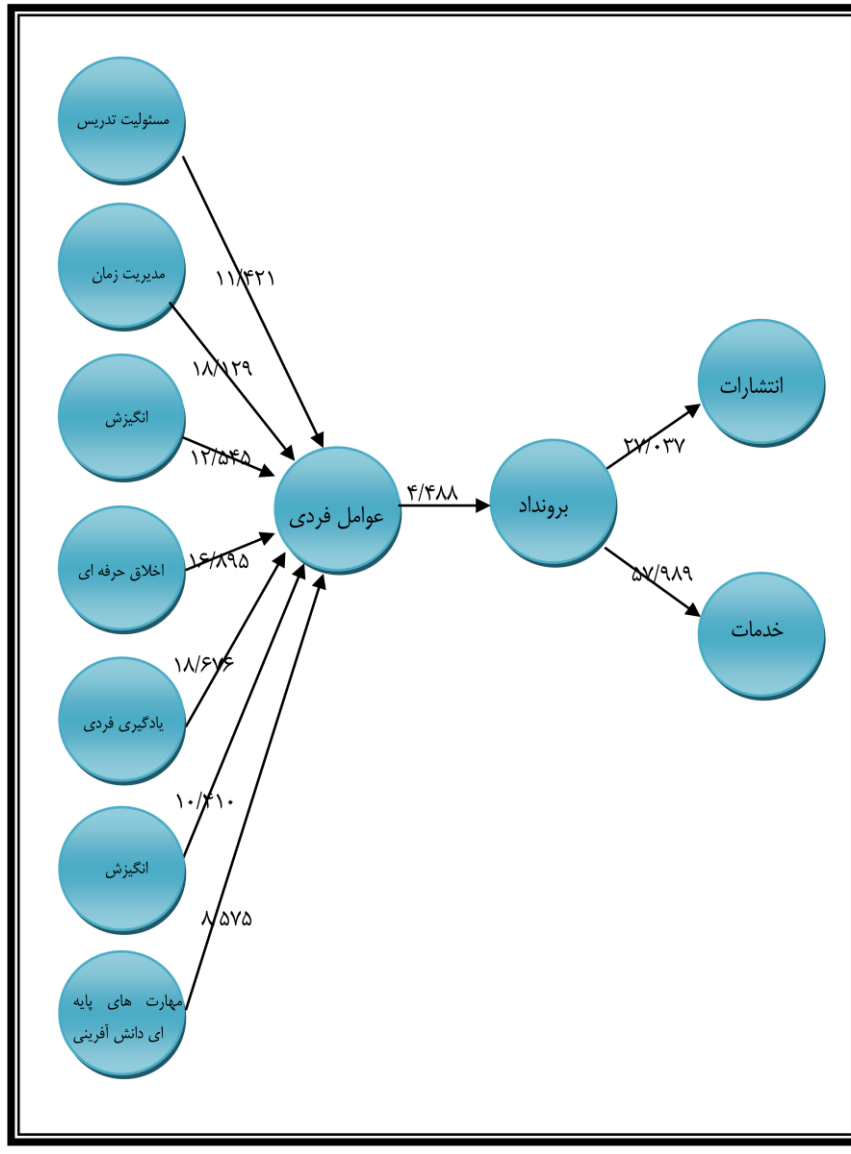 مسئولیت تدریس
۱۱/۴۲۱
مدیریت زمان
۱۸/۱۲۹
انگیزش
۱۲/۵۴۵
اخلاق حرفه ای
۱۶/۸۹۵
یادگیری فردی
۱۸/۶۷۶
انگیزش
۱۰/۴۱۰
مهارت های پایه
ای دانش آفرینی
۸/۵۷۵
عوامل فردی
۴/۴۸۸
برونداد
۲۷/۰۳۷
انتشارات
۵۷/۹۸۹
خدمات